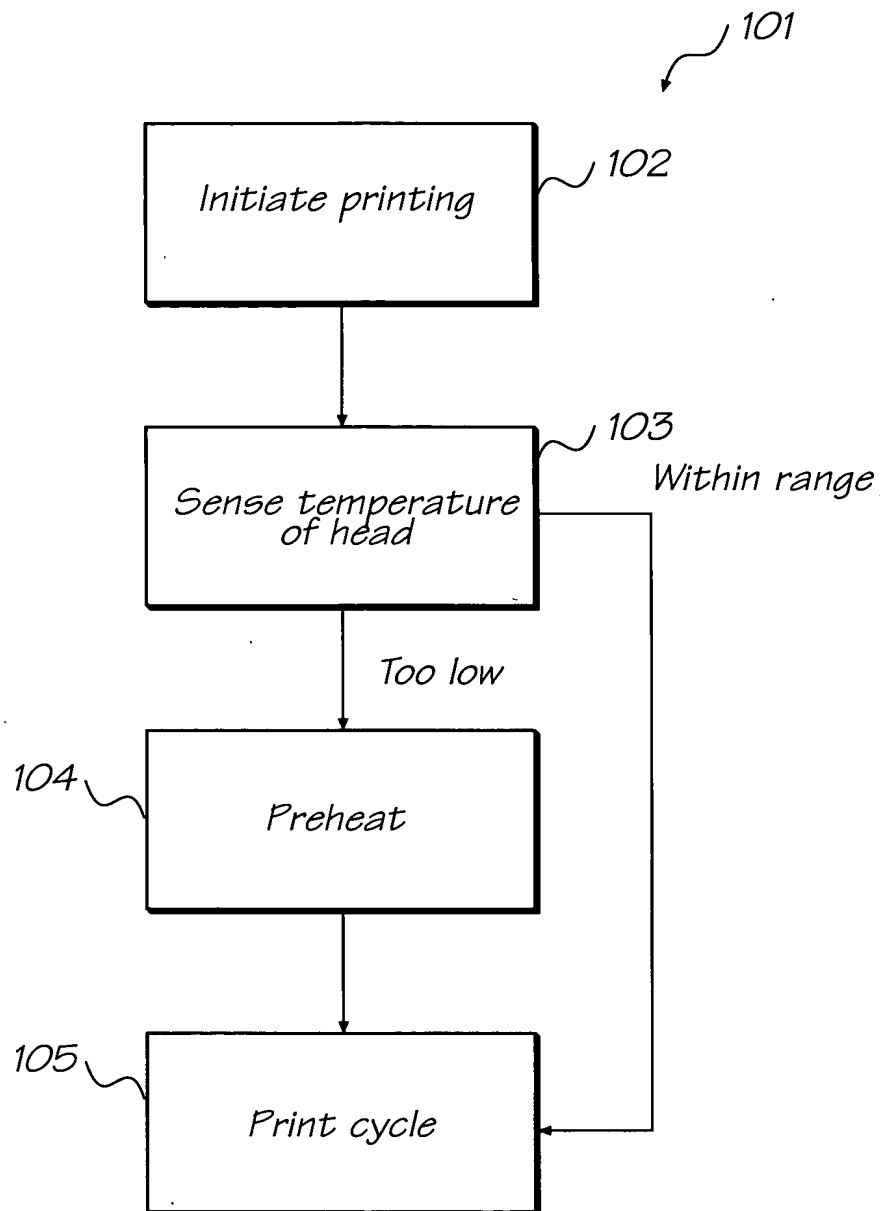 101
Initiate printing
102
Sense temperature
of head
103
Within range
Too low
104
Preheat
105
Print cycle